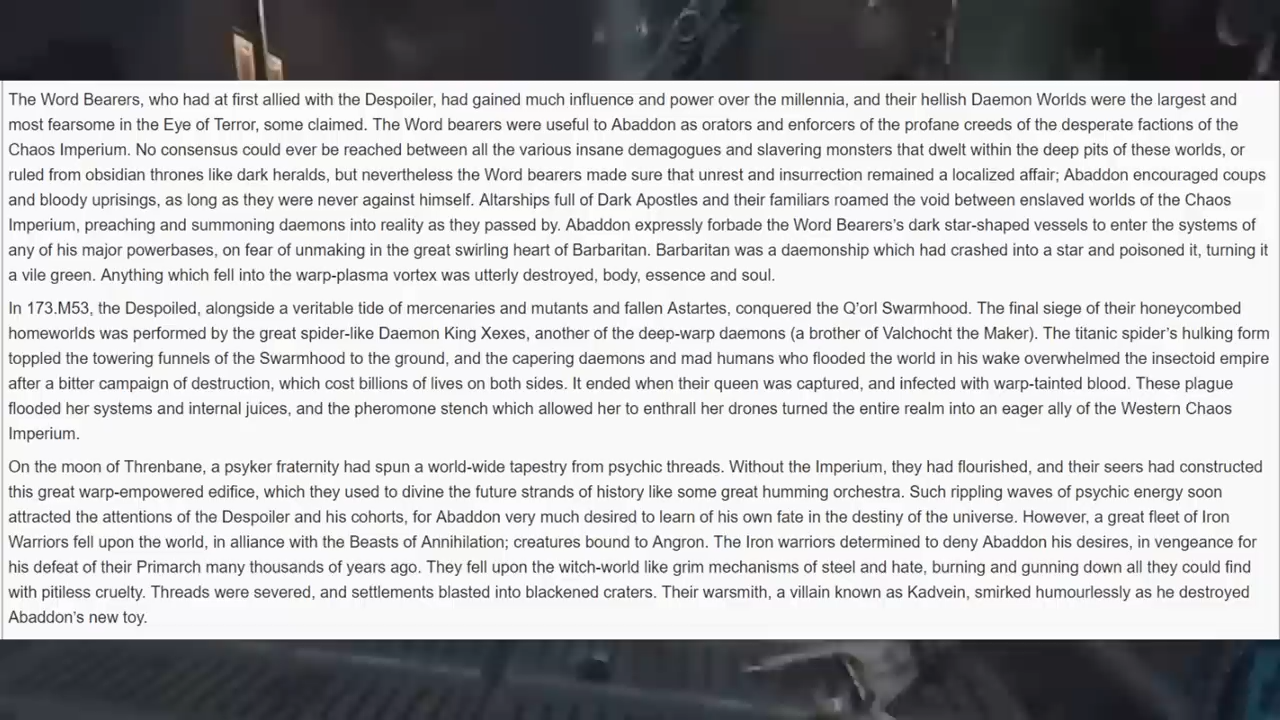 The Word Bearers, who had at first allied with the Despoiler, had gained much influence and power over the millennia, and their hellish Daemon Worlds were the largest and
most fearsome in the Eye of Terror, some claimed. The Word bearers were useful to Abaddon as orators and enforcers of the profane creeds of the desperate factions of the
Chaos Imperium. No consensus could ever be reached between all the various insane demagogues and slavering monsters that dwelt within the deep pits of these worlds, or
ruled from obsidian thrones like dark heralds, but nevertheless the Word bearers made sure that unrest and insurrection remained a localized affair; Abaddon encouraged coups
and bloody uprisings, as long as they were never against himself. Altarships full of Dark Apostles and their familiars roamed the void between enslaved worlds of the Chaos
Imperium, preaching and summoning daemons into reality as they passed by. Abaddon expressly forbade the Word Bearers's dark star-shaped vessels to enter the systems of
any of his major powerbases, on fear of unmaking in the great swirling heart of Barbaritan. Barbaritan was a daemonship which had crashed into a star and poisoned it, turning it
a vile green. Anything which fell into the warp-plasma vortex was utterly destroyed, body, essence and soul.
In 173.M53, the Despoiled, alongside a veritable tide of mercenaries and mutants and fallen Astartes, conquered the Q'orl Swarmhood. The final siege of their honeycombed
homeworlds was performed by the great spider-like Daemon King Xexes, another of the deep-warp daemons (a brother of Valchocht the Maker). The titanic spider's hulking form
toppled the towering funnels of the Swarmhood to the ground, and the capering daemons and mad humans who flooded the world in his wake overwhelmed the insectoid empire
after a bitter campaign of destruction, which cost billions of lives on both sides. It ended when their queen was captured, and infected with warp-tainted blood. These plague
flooded her systems and internal juices, and the pheromone stench which allowed her to enthrall her drones turned the entire realm into an eager ally of the Western Chaos
Imperium.
On the moon of Threnbane, a psyker fraternity had spun a world-wide tapestry from psychic threads. Without the Imperium, they had flourished, and their seers had constructed
this great warp-empowered edifice, which they used to divine the future strands of history like some great humming orchestra. Such rippling waves of psychic energy soon
attracted the attentions of the Despoiler and his cohorts, for Abaddon very much desired to learn of his own fate in the destiny of the universe. However, a great fleet of Iron
Warriors fell upon the world, in alliance with the Beasts of Annihilation; creatures bound to Angron. The Iron warriors determined to deny Abaddon his desires, in vengeance for
his defeat of their Primarch many thousands of years ago. They fell upon the witch-world like grim mechanisms of steel and hate, burning and gunning down all they could find
with pitiless cruelty. Threads were severed, and settlements blasted into blackened craters. Their warsmith, a villain known as Kadvein, smirked humourlessly as he destroyed
Abaddon's new toy.